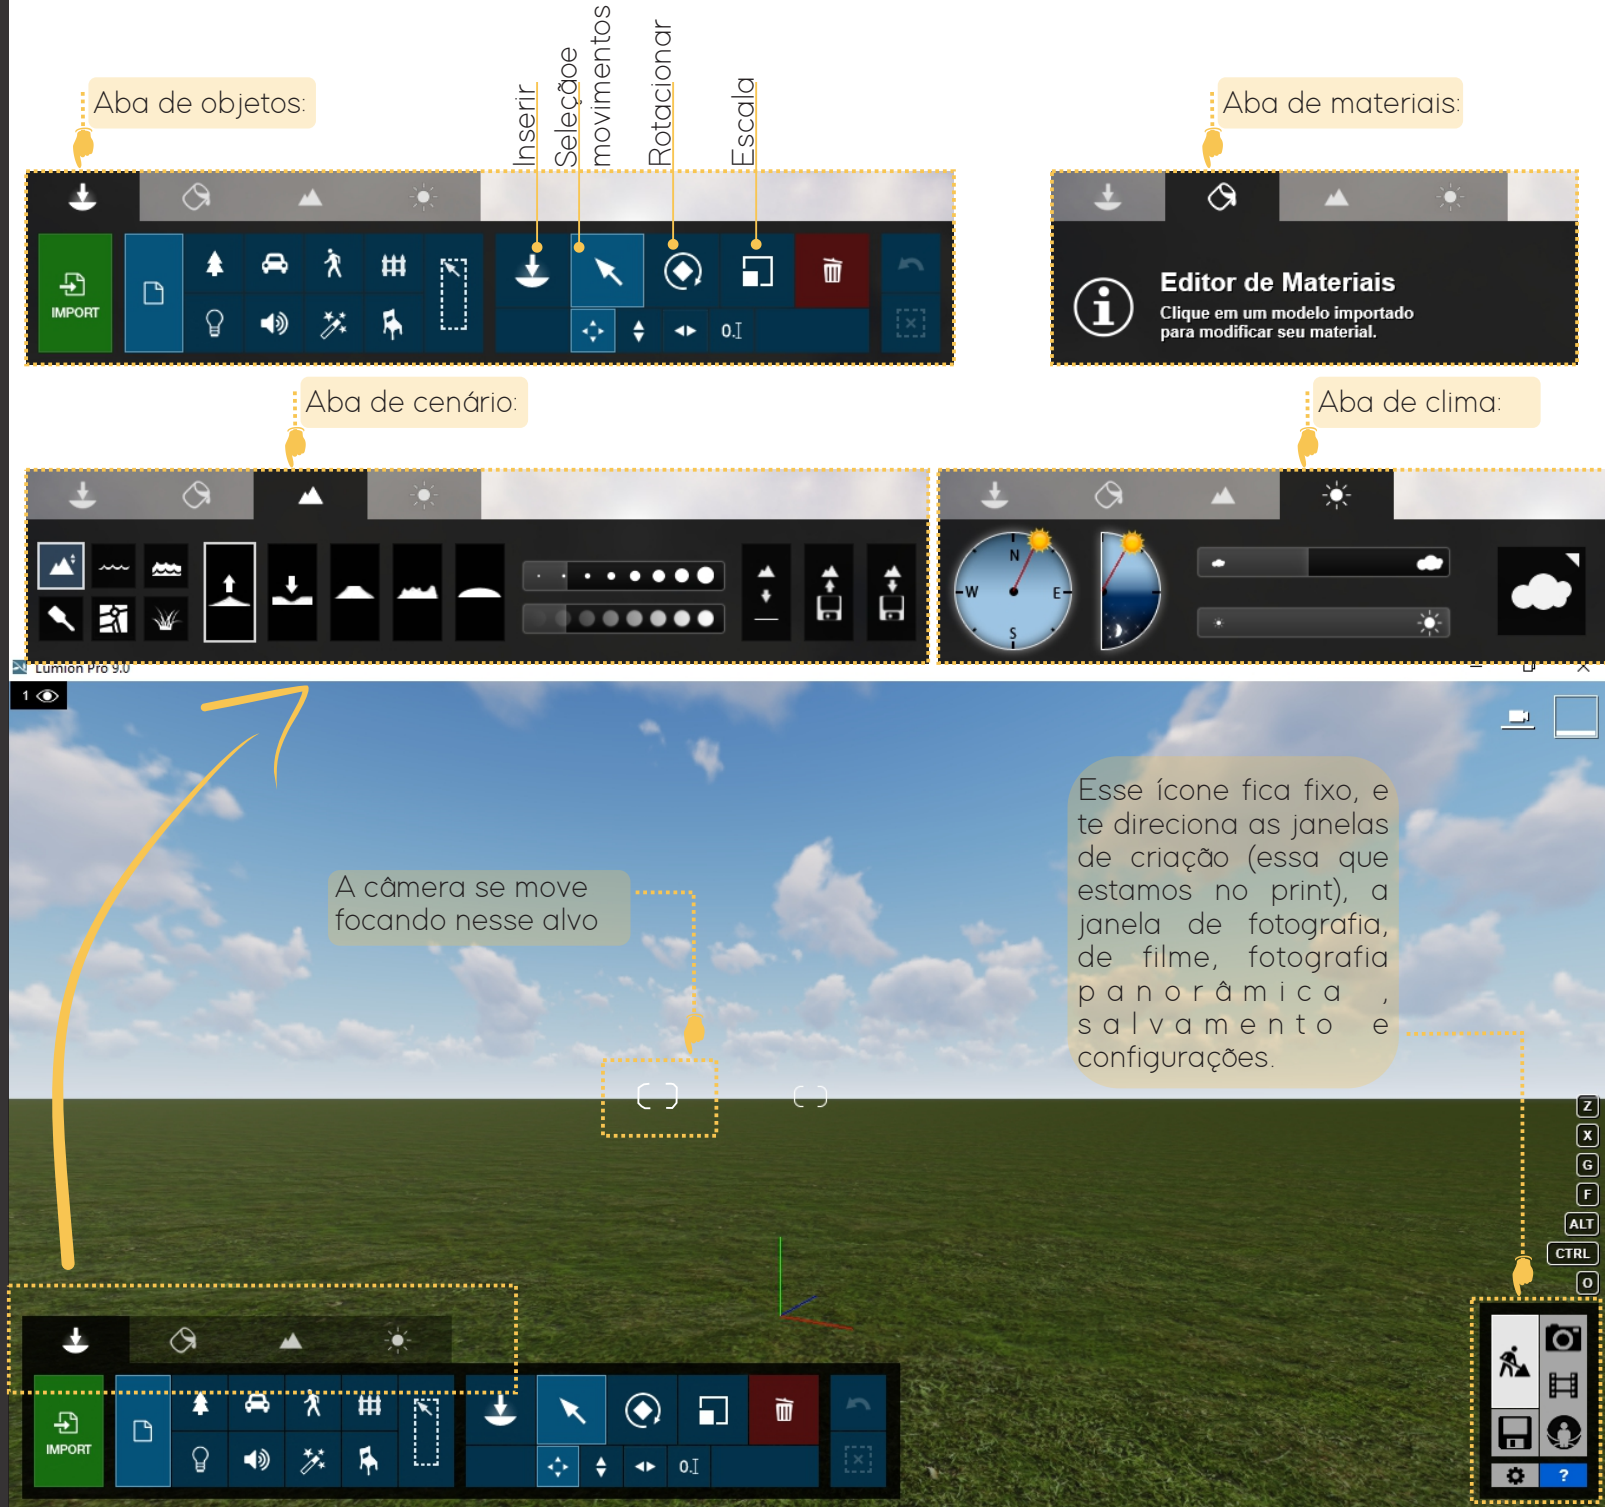 Aba de objetos:
Inserir
Seleçãoe
movimentos
Rotacionar
Escala
Aba de materiais:
IMPORT
0.
Editor de Materiais
Clique em um modelo importado
para modificar seu material.
Aba de cenário:
Aba de clima:
N
W
E
S
Lumion Pro 9.0
1
A câmera se move
focando nesse alvo
Esse ícone fica fixo, e
te direciona as janelas
de criação (essa que
estamos no print), a
janela de fotografia,
de filme, fotografia
panorâmica ,
salvamento e
configurações.
Z
X
G
F
ALT
CTRL
O
IMPORT
0.
?